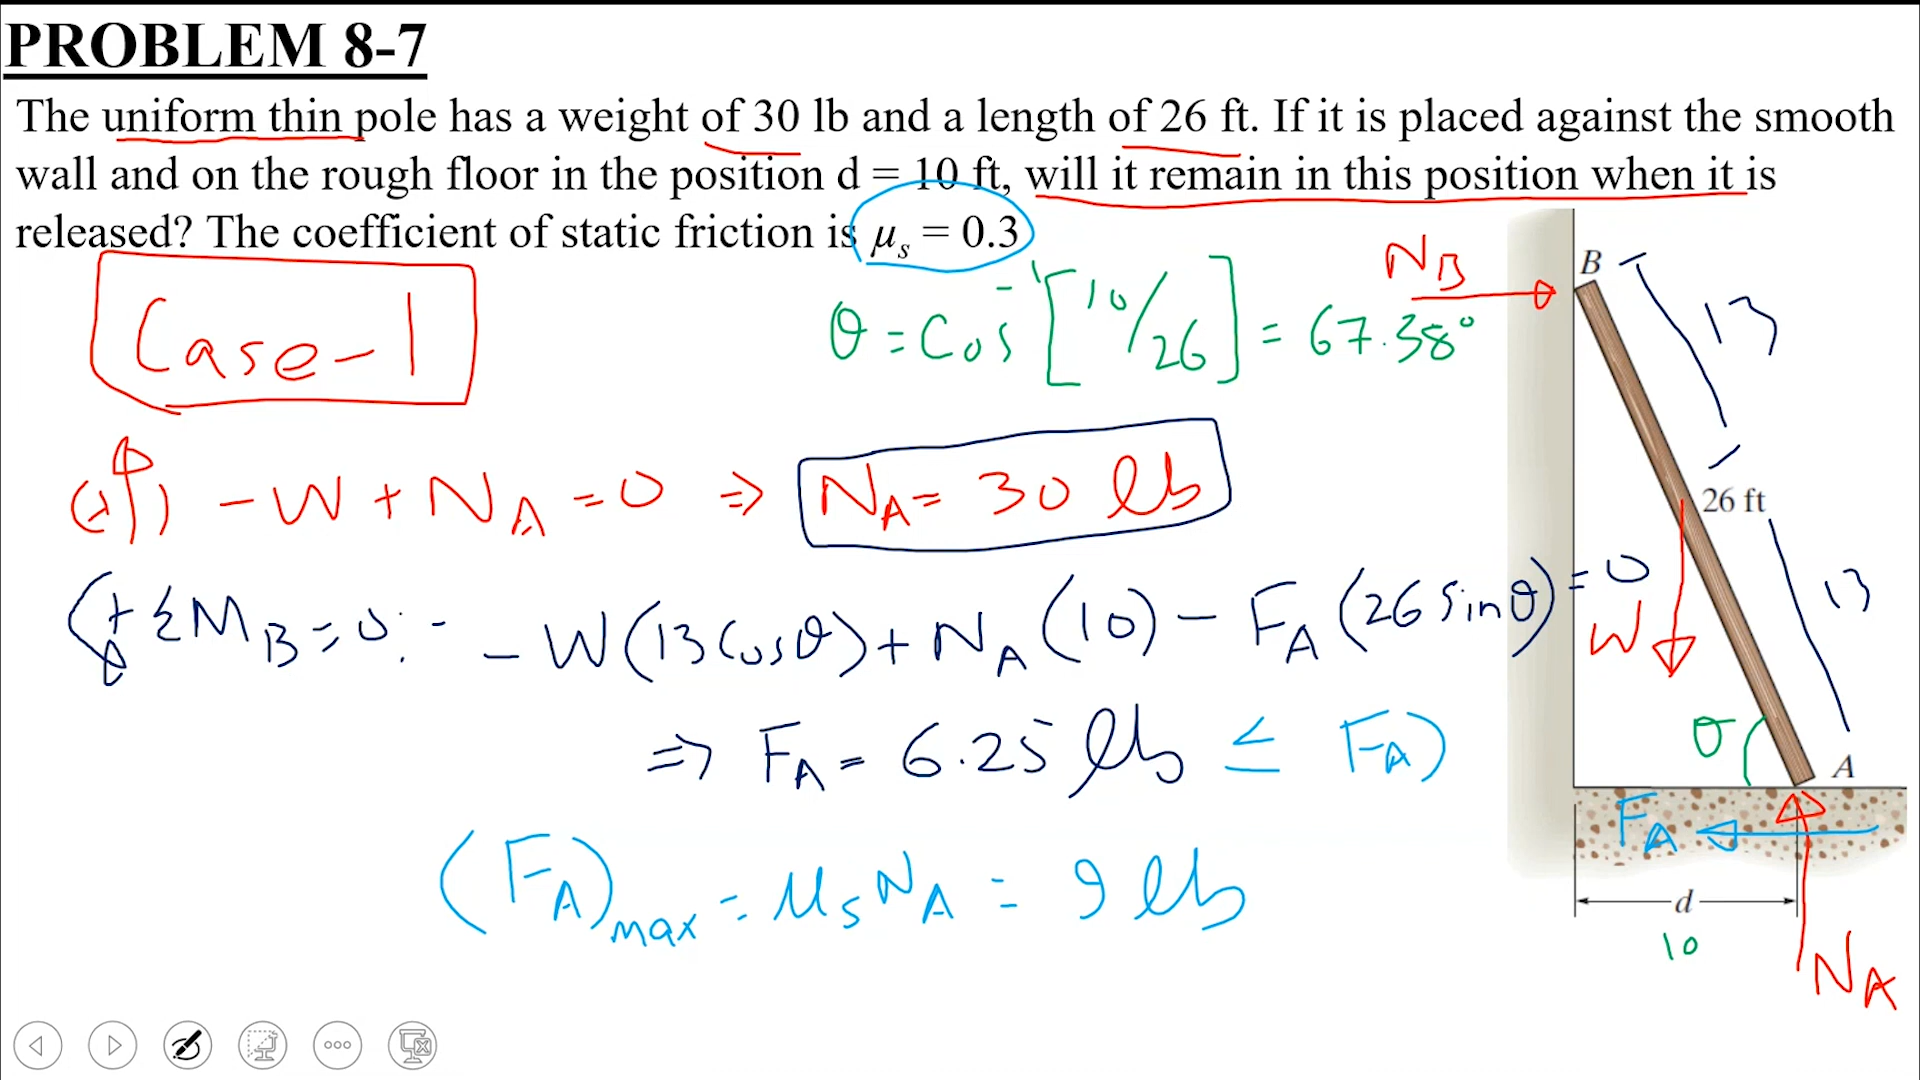 PROBLEM 8-7
The uniform thin pole has a weight of 30 lb and a length of 26 ft. If it is placed against the smooth
wall and on the rough floor in the position d = 10 ft, will it remain in this position when it is
released? The coefficient of static friction is μs = 0.3
Case-1
θ = Cos⁻¹ [10/26] = 67.38°
NB
B
13
(+↑) -W + NA = 0 ⇒ NA = 30 lb
26 ft
13
(+ ΣMB = 0: - W(13 Cosθ) + NA (10) - FA (26 sinθ) = 0
W
⇒ FA = 6.25 lb ≤ FA)
θ
A
FA
(FA)max = μs NA = 9 lb
d
10
NA